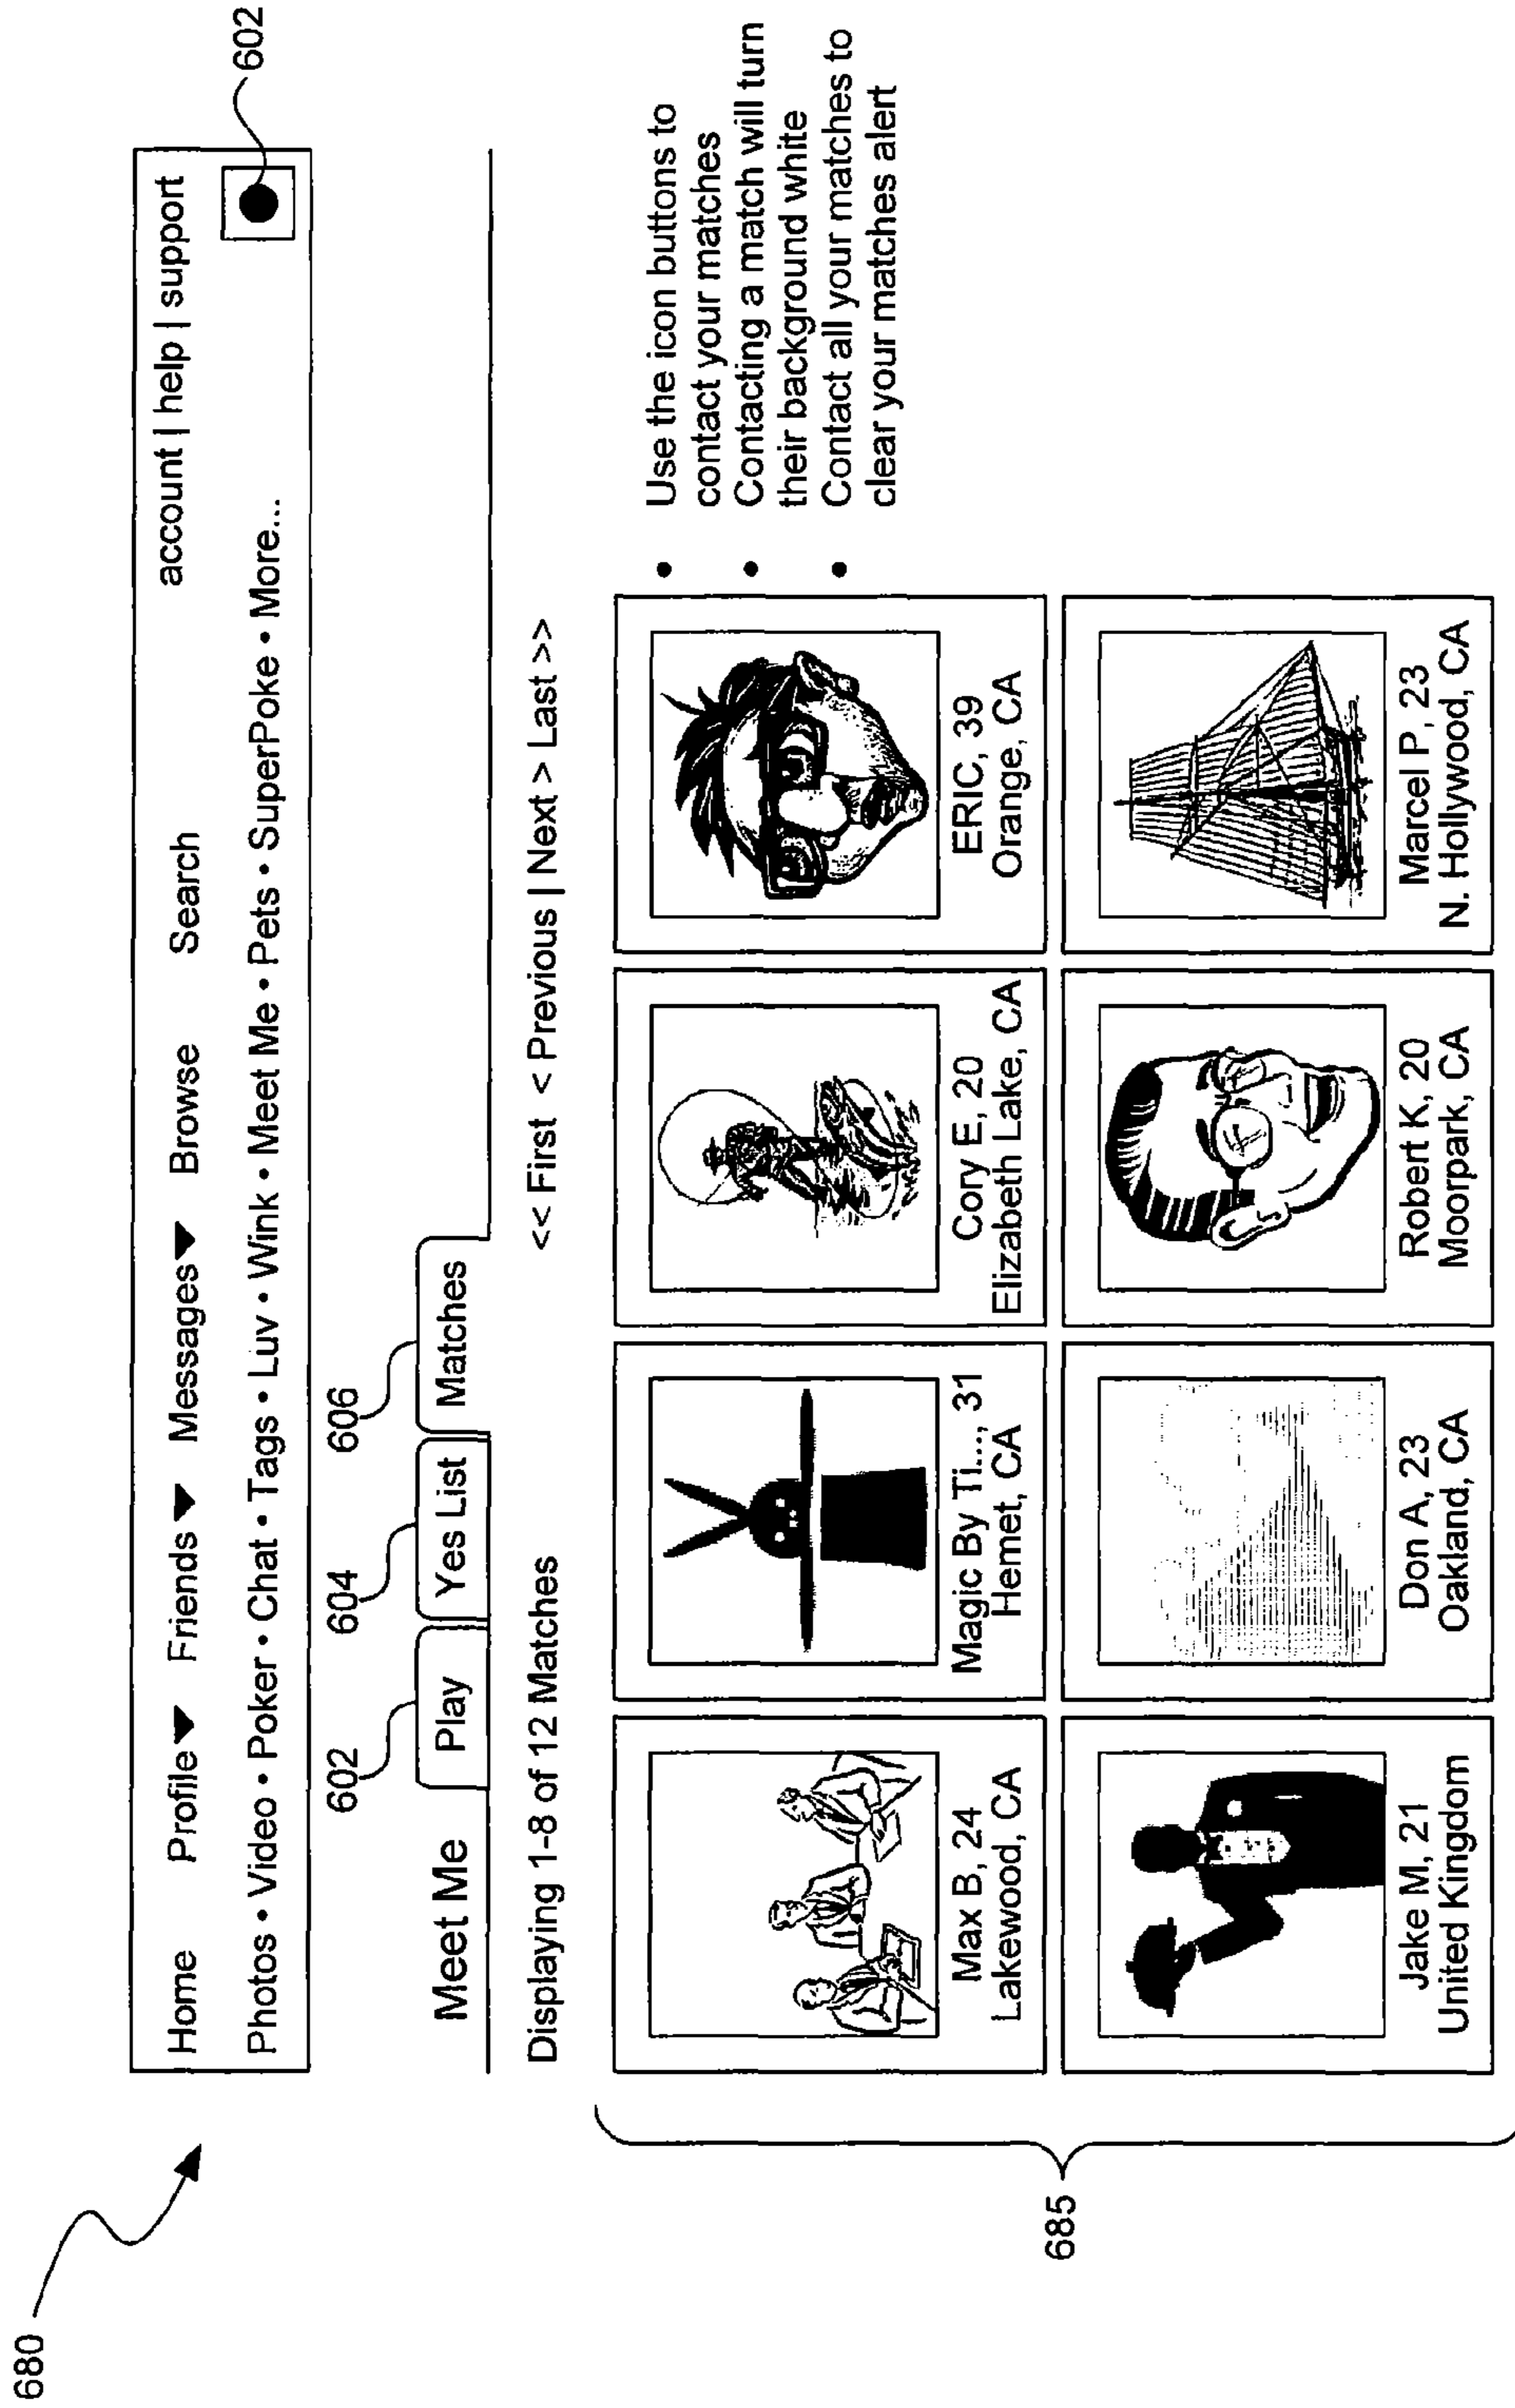 680
Home Profile Friends Messages Browse Search account | help | support
Photos • Video • Poker • Chat • Tags • Luv • Wink • Meet Me • Pets • SuperPoke • More...
602
602 604 606
Meet Me Play Yes List Matches
Displaying 1-8 of 12 Matches << First < Previous | Next > Last >>
685
Max B, 24
Lakewood, CA
Magic By Ti..., 31
Hemet, CA
Cory E, 20
Elizabeth Lake, CA
ERIC, 39
Orange, CA
• Use the icon buttons to
contact your matches
• Contacting a match will turn
their background white
• Contact all your matches to
clear your matches alert
Jake M, 21
United Kingdom
Don A, 23
Oakland, CA
Robert K, 20
Moorpark, CA
Marcel P, 23
N. Hollywood, CA